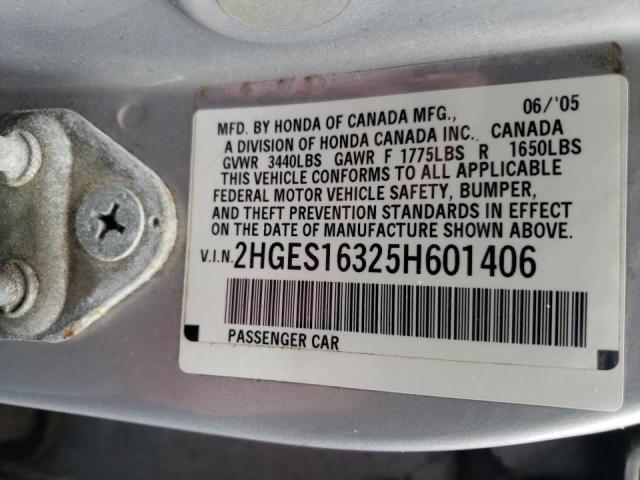 MFD. BY HONDA OF CANADA MFG., 06/'05
A DIVISION OF HONDA CANADA INC., CANADA
GVWR 3440LBS GAWR F 1775LBS R 1650LBS
THIS VEHICLE CONFORMS TO ALL APPLICABLE
FEDERAL MOTOR VEHICLE SAFETY, BUMPER,
AND THEFT PREVENTION STANDARDS IN EFFECT
ON THE DATE OF MANUFACTURE SHOWN ABOVE.
V.I.N. 2HGES16325H601406
PASSENGER CAR